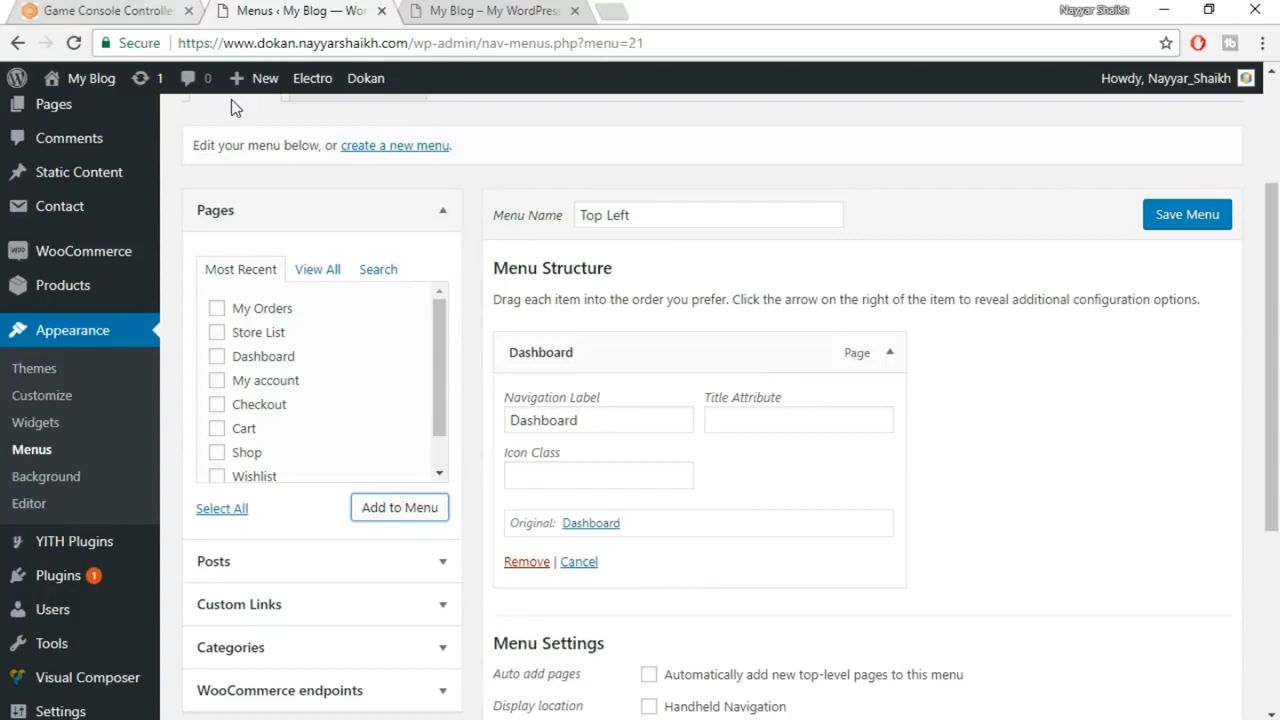 Game Console Controlle
Menus ‹ My Blog — Wor
My Blog – My WordPress
Nayyar Shaikh
Secure
https://www.dokan.nayyarshaikh.com/wp-admin/nav-menus.php?menu=21
My Blog
1
0
New
Electro
Dokan
Howdy, Nayyar_Shaikh
Pages
Comments
Static Content
Contact
WooCommerce
Products
Appearance
Themes
Customize
Widgets
Menus
Background
Editor
YITH Plugins
Plugins 1
Users
Tools
Visual Composer
Settings
Edit your menu below, or create a new menu.
Pages
Most Recent
View All
Search
My Orders
Store List
Dashboard
My account
Checkout
Cart
Shop
Wishlist
Select All
Add to Menu
Posts
Custom Links
Categories
WooCommerce endpoints
Menu Name
Top Left
Save Menu
Menu Structure
Drag each item into the order you prefer. Click the arrow on the right of the item to reveal additional configuration options.
Dashboard
Page
Navigation Label
Title Attribute
Dashboard
Icon Class
Original: Dashboard
Remove | Cancel
Menu Settings
Auto add pages
Automatically add new top-level pages to this menu
Display location
Handheld Navigation